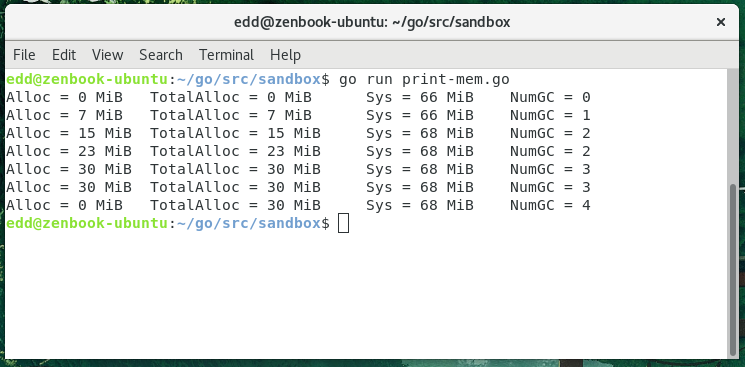 edd@zenbook-ubuntu: ~/go/src/sandbox
File Edit View Search Terminal Help
edd@zenbook-ubuntu:~/go/src/sandbox$ go run print-mem.go
Alloc = 0 MiB TotalAlloc = 0 MiB Sys = 66 MiB NumGC = 0
Alloc = 7 MiB TotalAlloc = 7 MiB Sys = 66 MiB NumGC = 1
Alloc = 15 MiB TotalAlloc = 15 MiB Sys = 68 MiB NumGC = 2
Alloc = 23 MiB TotalAlloc = 23 MiB Sys = 68 MiB NumGC = 2
Alloc = 30 MiB TotalAlloc = 30 MiB Sys = 68 MiB NumGC = 3
Alloc = 30 MiB TotalAlloc = 30 MiB Sys = 68 MiB NumGC = 3
Alloc = 0 MiB TotalAlloc = 30 MiB Sys = 68 MiB NumGC = 4
edd@zenbook-ubuntu:~/go/src/sandbox$